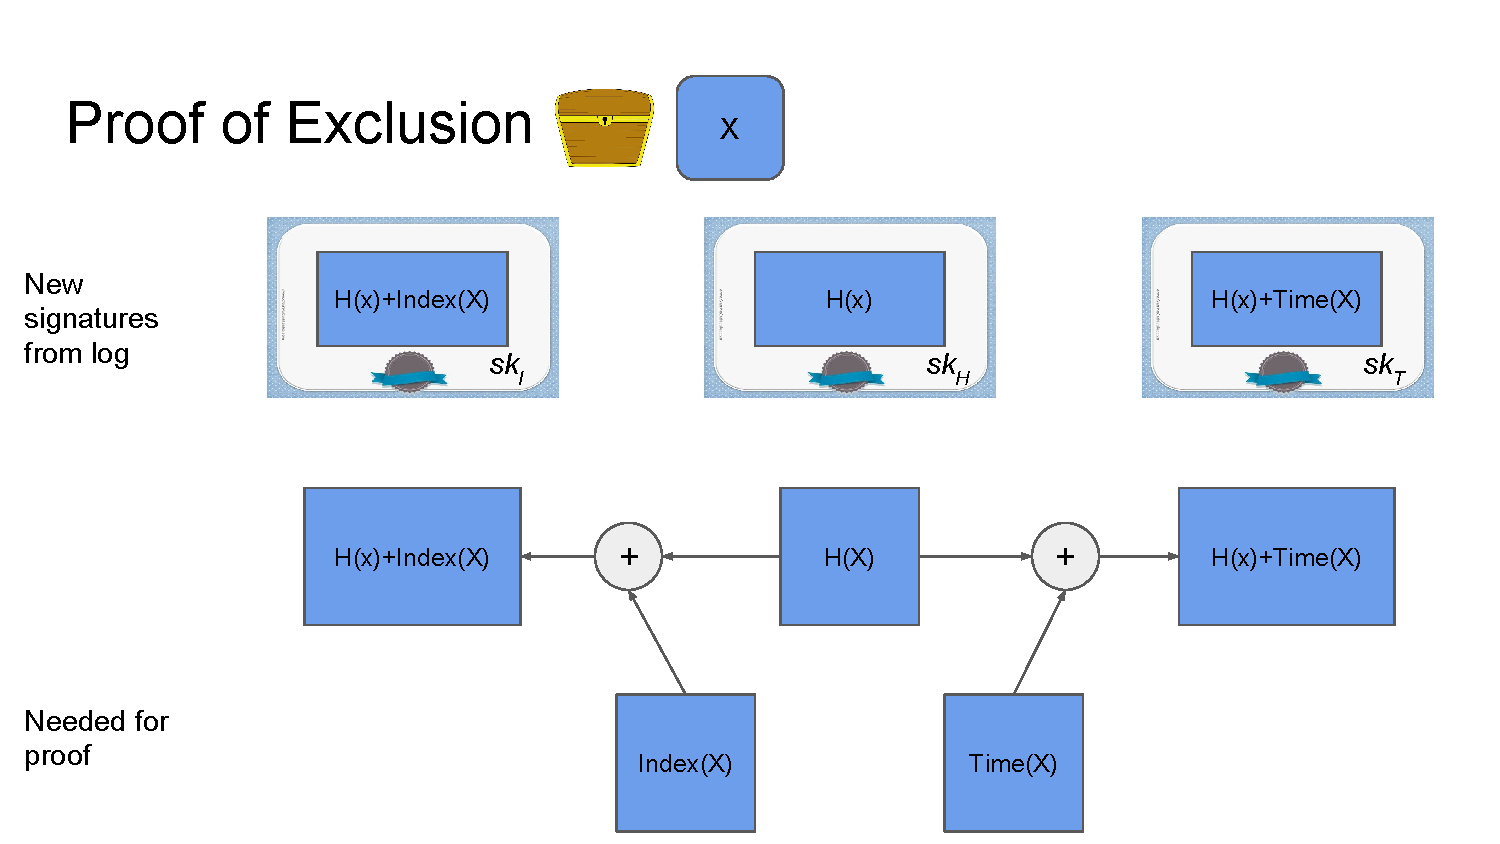 Proof of Exclusion
x
New
signatures
from log
H(x)+Index(X)
sk_I
H(x)
sk_H
H(x)+Time(X)
sk_T
H(x)+Index(X)
+
H(X)
+
H(x)+Time(X)
Needed for
proof
Index(X)
Time(X)